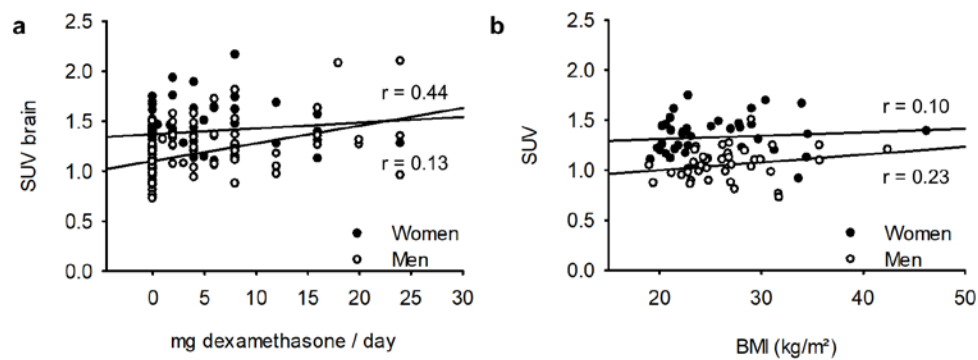 a
SUV brain
2.5
2.0
1.5
1.0
0.5
0.0
r = 0.44
r = 0.13
Women
Men
0 5 10 15 20 25 30
mg dexamethasone / day
b
SUV
2.5
2.0
1.5
1.0
0.5
0.0
r = 0.10
r = 0.23
Women
Men
20 30 40 50
BMI (kg/m²)